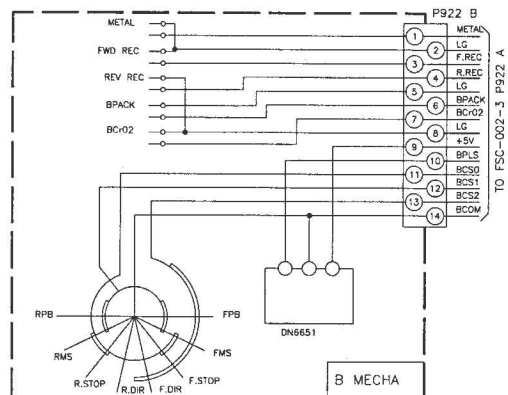 P922 B
METAL
1
METAL
2
LG
FWD REC
3
F.REC
4
R.REC
REV REC
5
LG
BPACK
6
BPACK
7
BCr02
BCr02
8
LG
9
+5V
10
BPLS
11
BCS0
12
BCS1
13
BCS2
14
BCOM
TO FSC-002-3 P922 A
DN6651
RPB
FPB
RMS
FMS
R.STOP
F.STOP
R.DIR
F.DIR
B MECHA